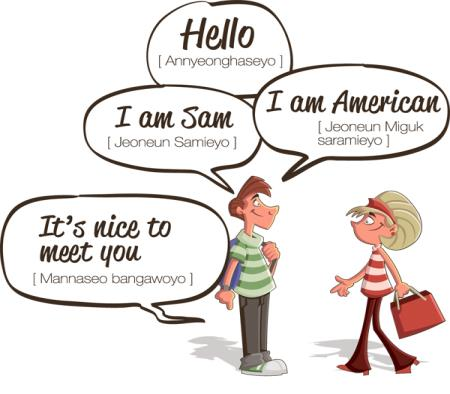 Hello
[ Annyeonghaseyo ]
I am Sam
[ Jeoneun Samieyo ]
I am American
[ Jeoneun Miguk
saramieyo ]
It's nice to
meet you
[ Mannaseo bangawoyo ]